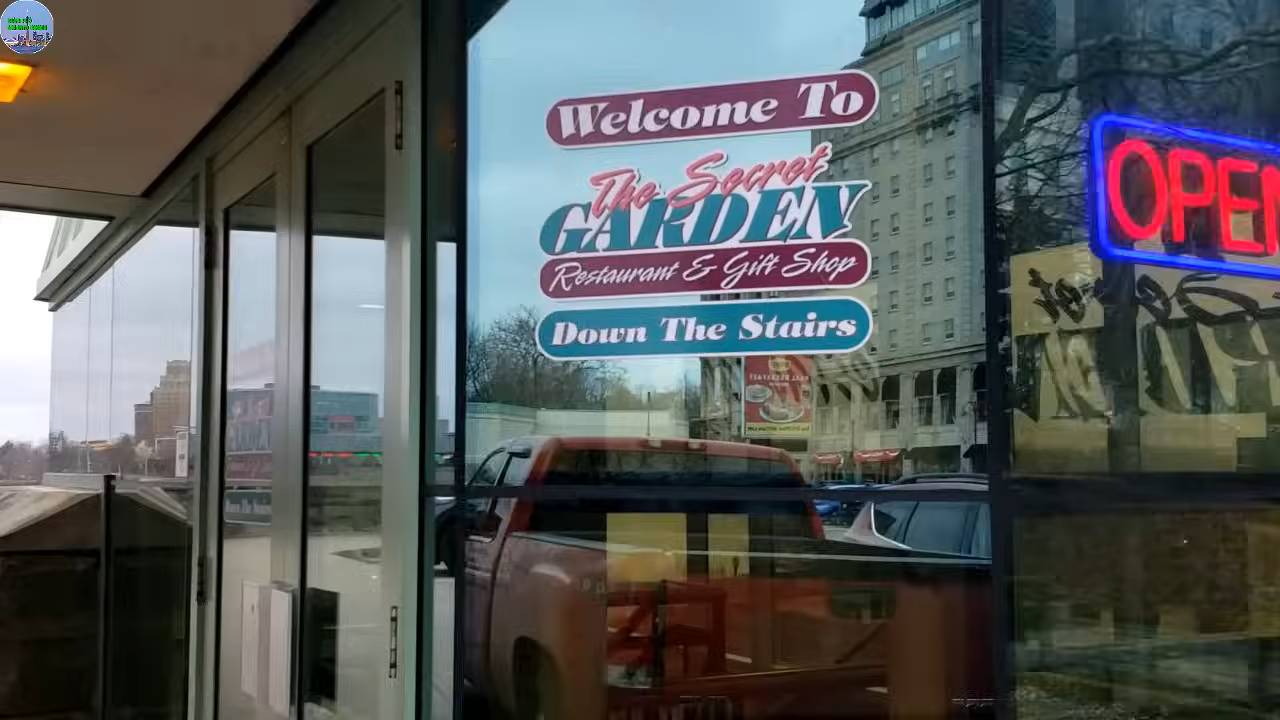 Welcome To
The Secret
GARDEN
Restaurant & Gift Shop
Down The Stairs
OPEN